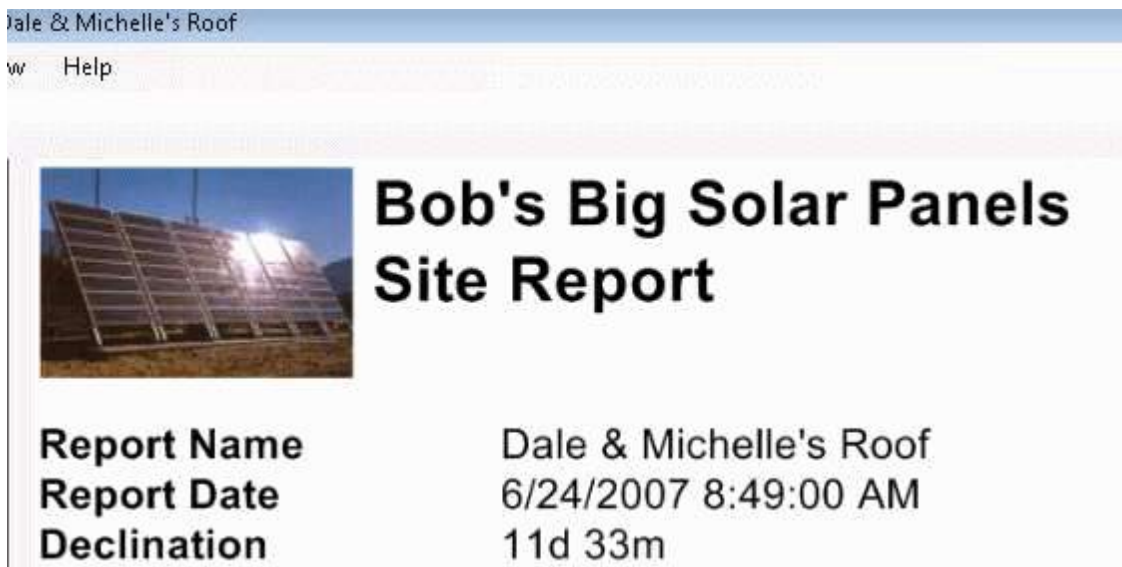 Dale & Michelle's Roof
Help
Bob's Big Solar Panels
Site Report
Report Name Dale & Michelle's Roof
Report Date 6/24/2007 8:49:00 AM
Declination 11d 33m